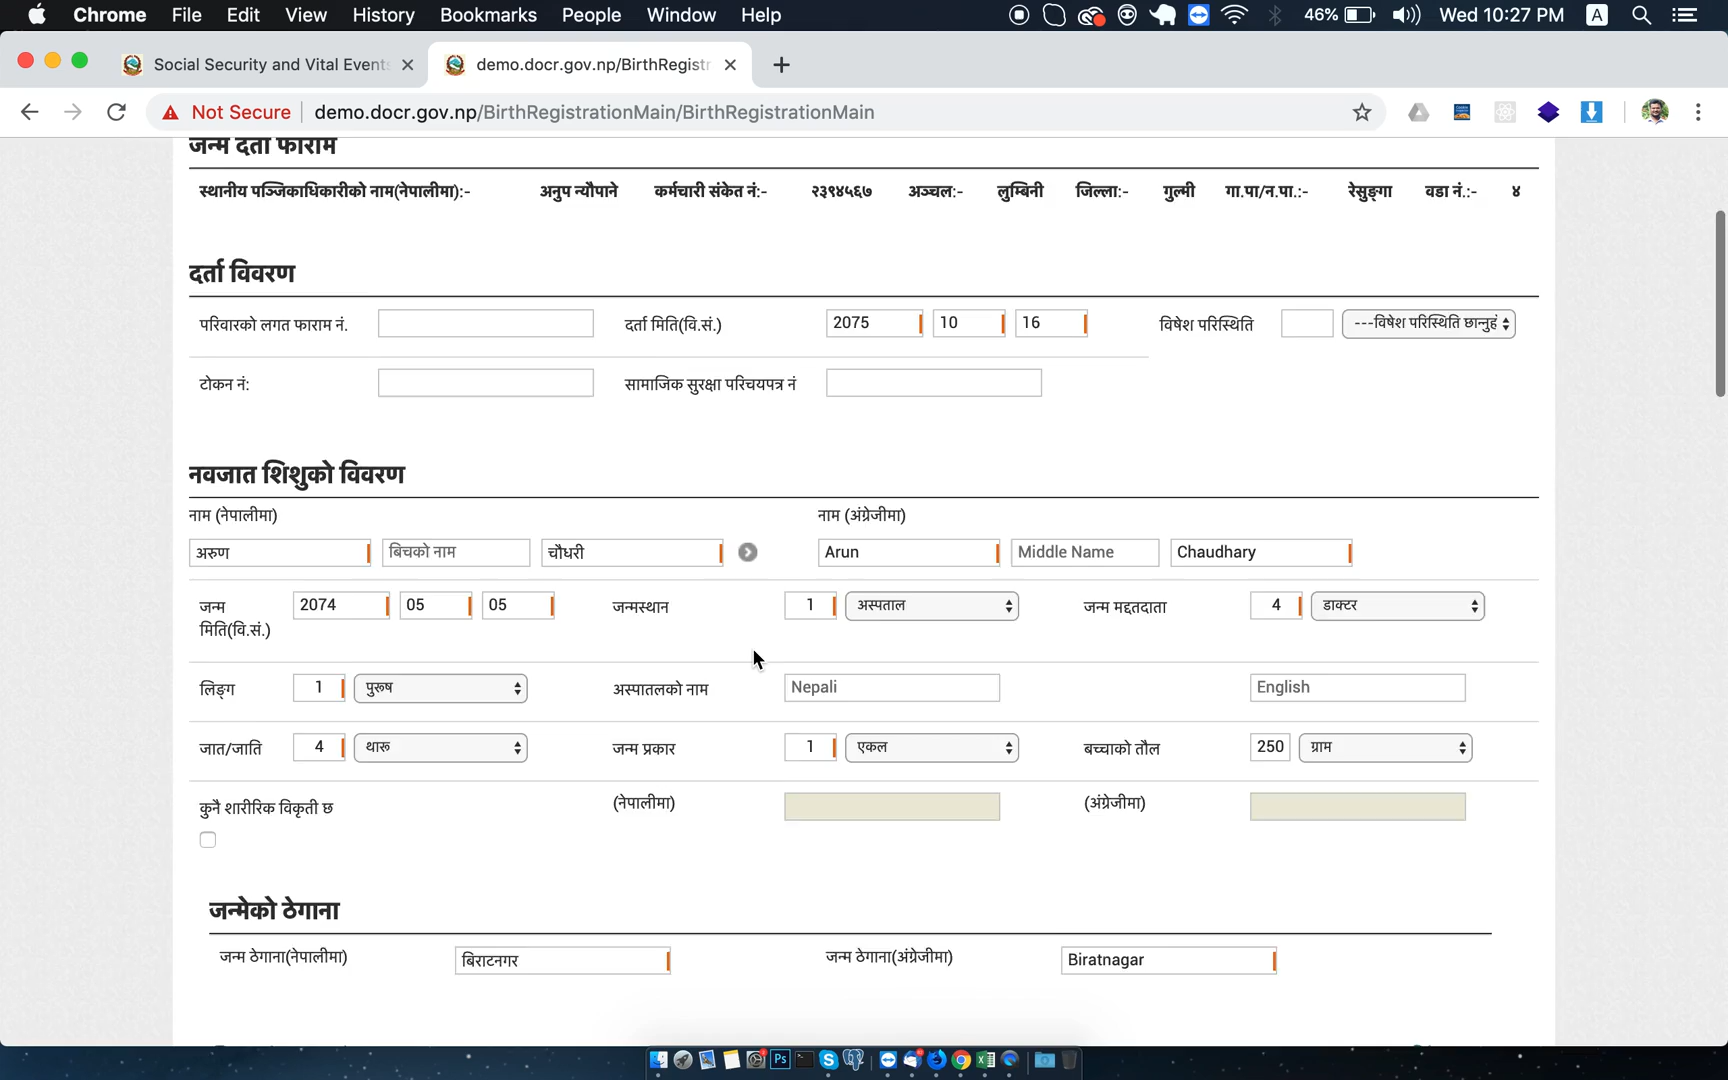 Chrome File Edit View History Bookmarks People Window Help 46% Wed 10:27 PM A
Social Security and Vital Event demo.docr.gov.np/BirthRegistr
Not Secure demo.docr.gov.np/BirthRegistrationMain/BirthRegistrationMain
जन्म दर्ता फाराम
स्थानीय पञ्जिकाधिकारीको नाम(नेपालीमा):- अनुप न्यौपाने कर्मचारी संकेत नं:- २३९४५६७ अञ्चल:- लुम्बिनी जिल्ला:- गुल्मी गा.पा/न.पा.:- रेसुङ्गा वडा नं.:- ४
दर्ता विवरण
परिवारको लगत फाराम नं. दर्ता मिति(वि.सं.) 2075 10 16 विषेश परिस्थिति ---विषेश परिस्थिति छान्नुहं
टोकन नं: सामाजिक सुरक्षा परिचयपत्र नं
नवजात शिशुको विवरण
नाम (नेपालीमा) नाम (अंग्रेजीमा)
अरुण बिचको नाम चौधरी Arun Middle Name Chaudhary
जन्म 2074 05 05 जन्मस्थान 1 अस्पताल जन्म मद्दतदाता 4 डाक्टर
मिति(वि.सं.)
लिङ्ग 1 पुरूष अस्पातलको नाम Nepali English
जात/जाति 4 थारू जन्म प्रकार 1 एकल बच्चाको तौल 250 ग्राम
कुनै शारीरिक विकृती छ (नेपालीमा) (अंग्रेजीमा)
जन्मेको ठेगाना
जन्म ठेगाना(नेपालीमा) बिराटनगर जन्म ठेगाना(अंग्रेजीमा) Biratnagar
Ps